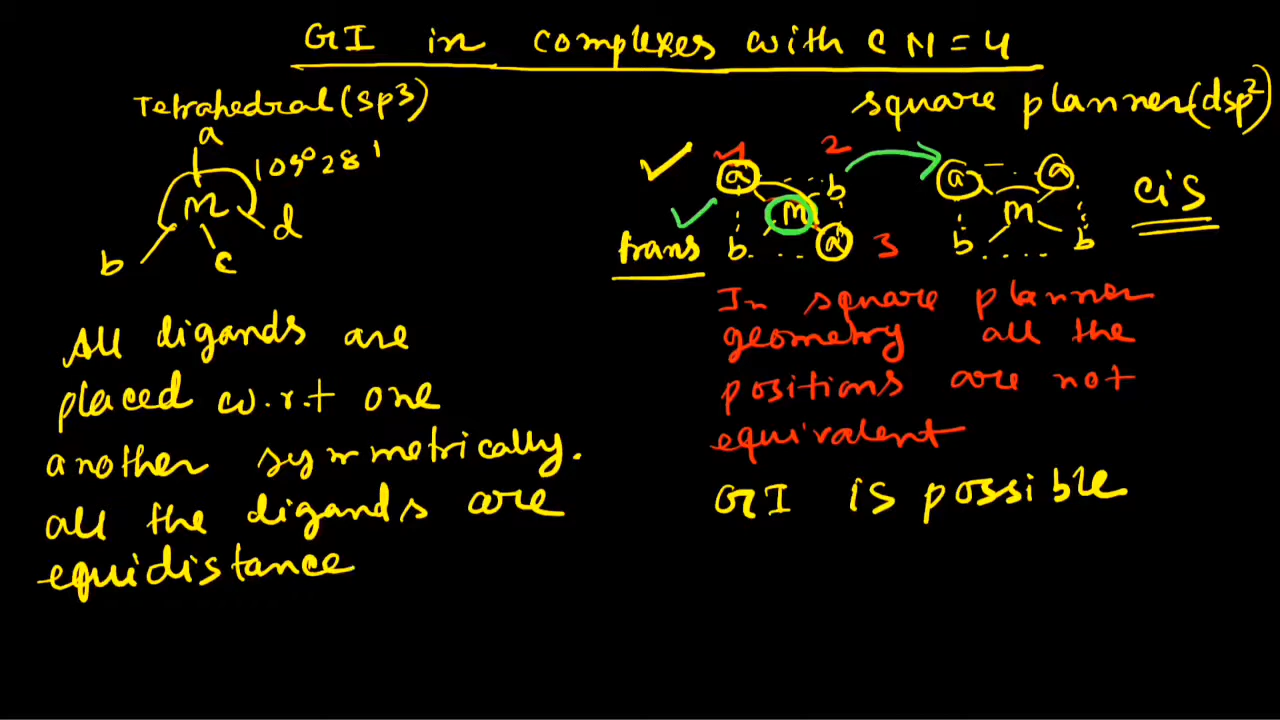 GI in complexes with C N = 4
Tetrahedral (sp3)
a
109° 28'
M
b
c
d
All ligands are
placed w.r.t one
another symmetrically.
all the ligands are
equidistance
square planner (dsp2)
1 2
a b
M
b a 3
trans
a a
M
b b
cis
In square planner
geometry all the
positions are not
equivalent
GI is possible